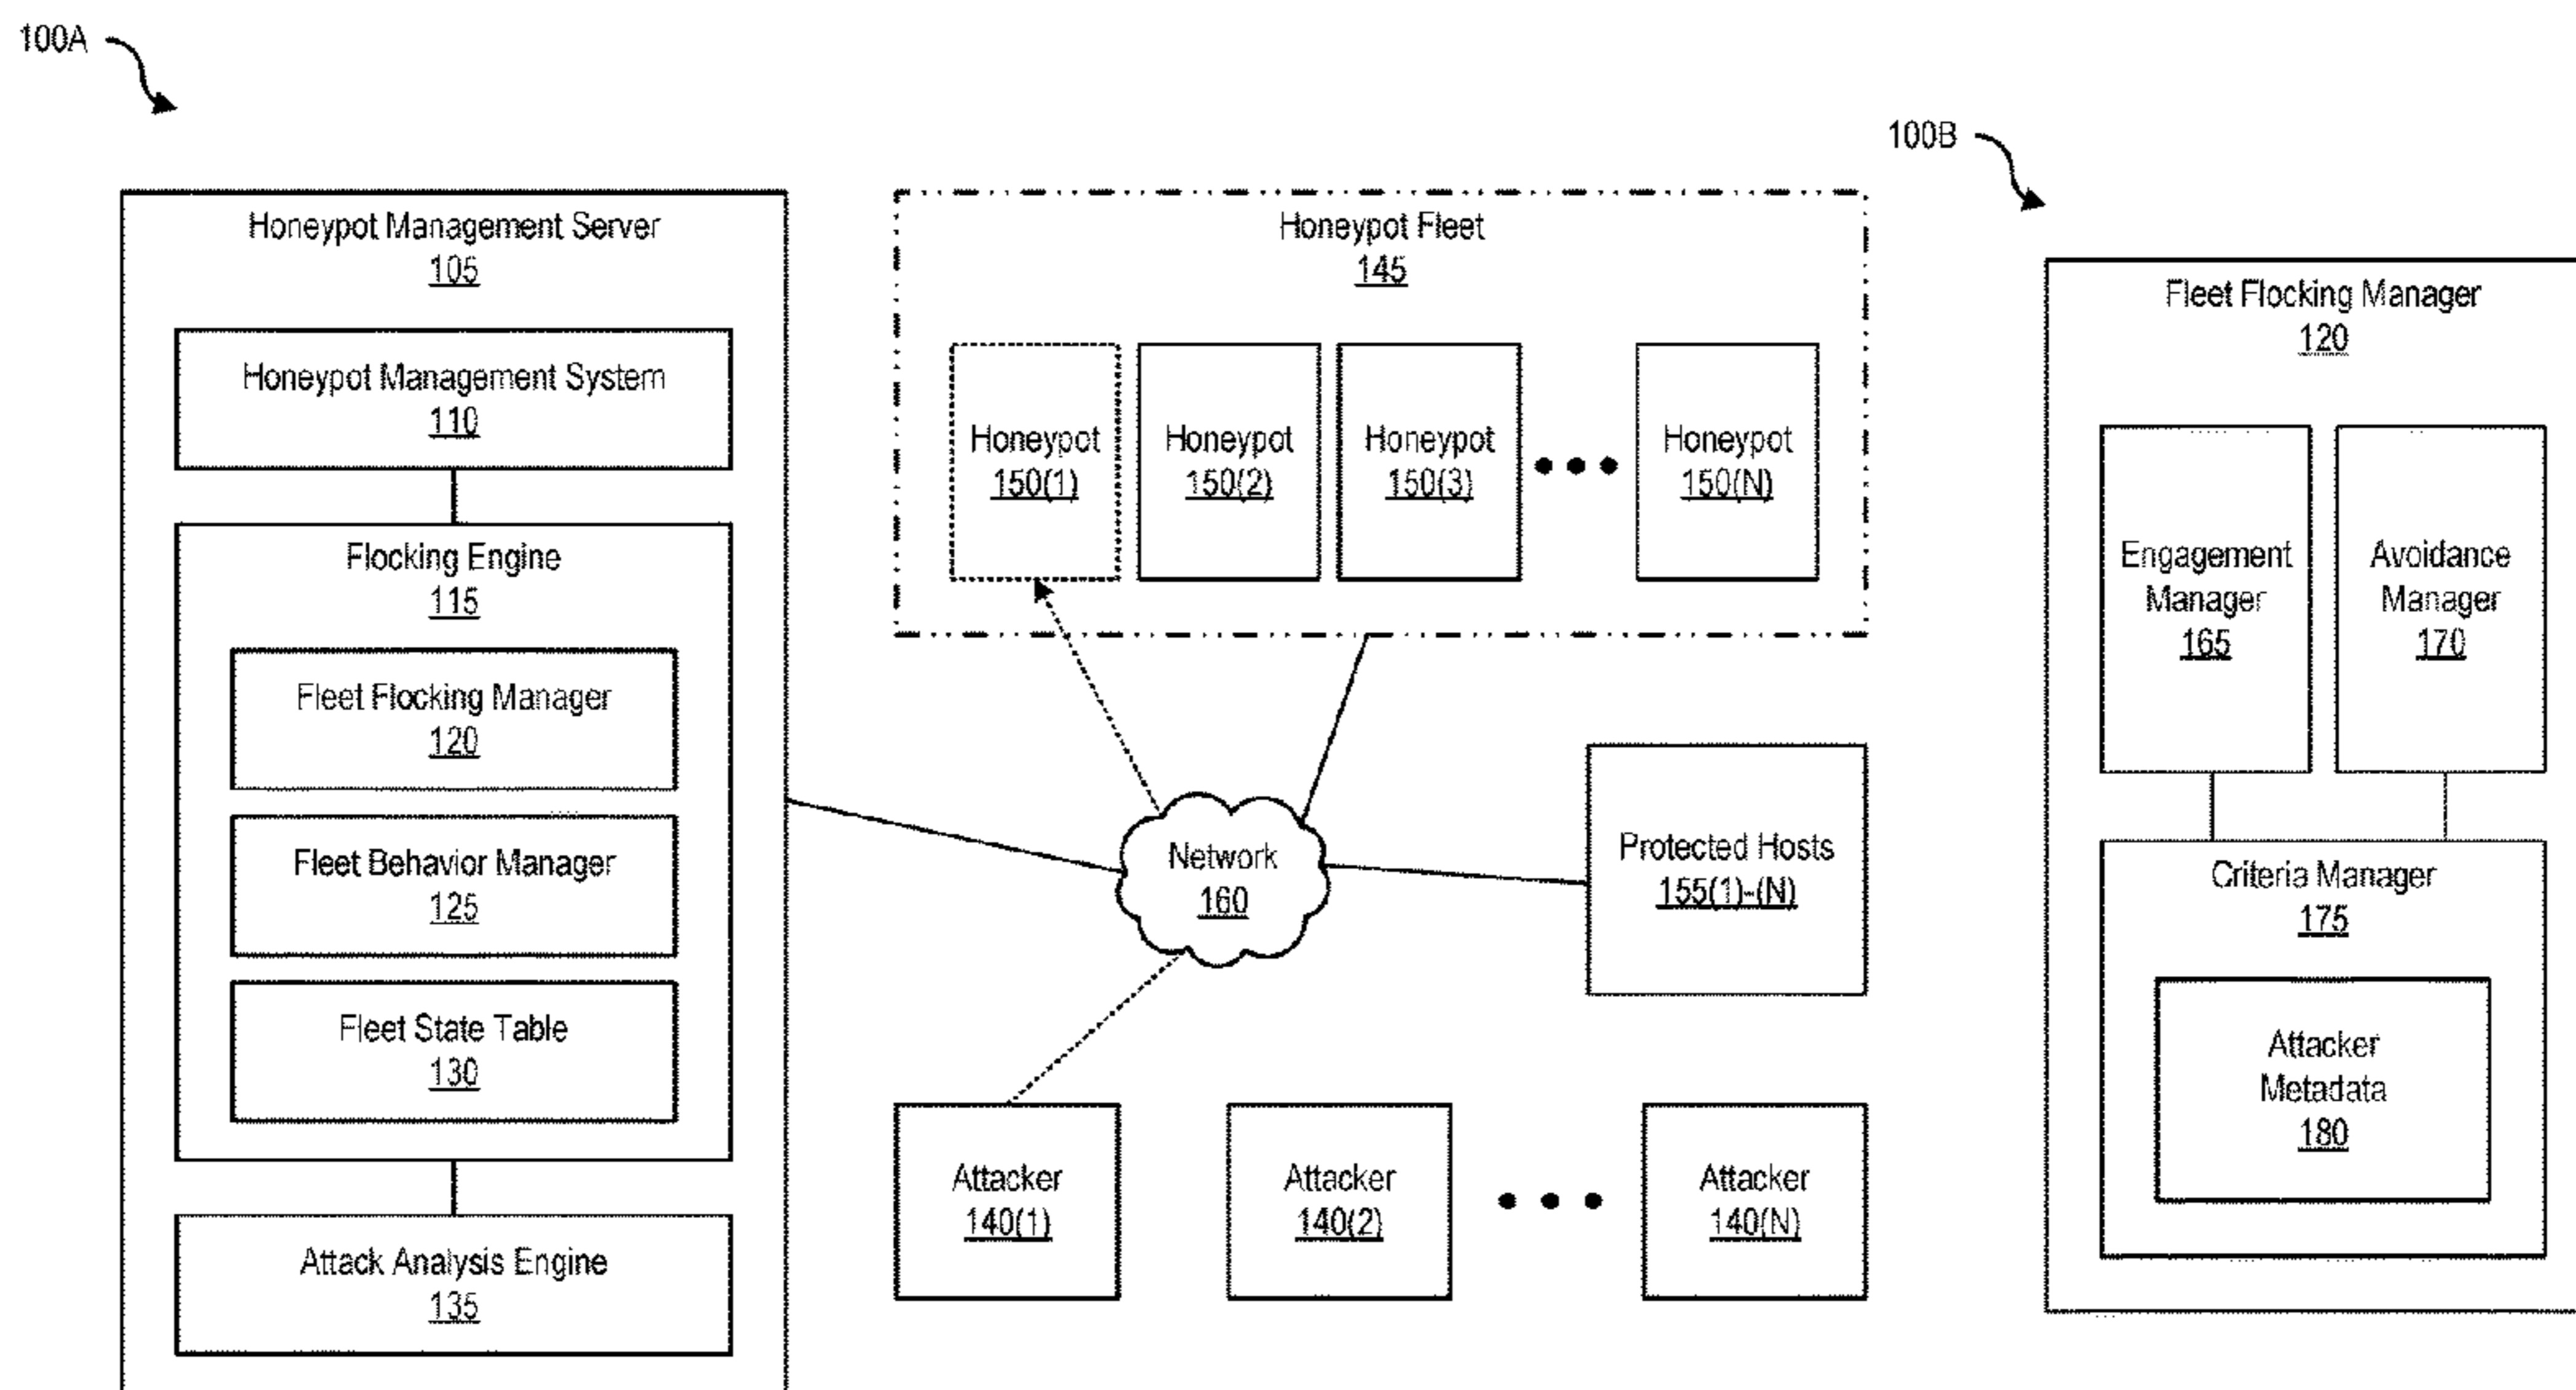 100A
100B
Honeypot Management Server
105
Honeypot Management System
110
Flocking Engine
115
Fleet Flocking Manager
120
Fleet Behavior Manager
125
Fleet State Table
130
Attack Analysis Engine
135
Honeypot Fleet
145
Honeypot
150(1)
Honeypot
150(2)
Honeypot
150(3)
Honeypot
150(N)
Network
160
Protected Hosts
155(1)-(N)
Attacker
140(1)
Attacker
140(2)
Attacker
140(N)
Fleet Flocking Manager
120
Engagement
Manager
165
Avoidance
Manager
170
Criteria Manager
175
Attacker
Metadata
180